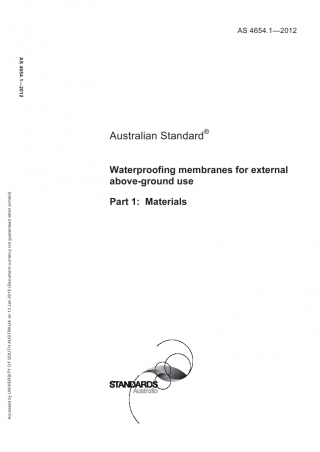 AS 4654.1—2012
AS 4654.1—2012
Australian Standard®
Waterproofing membranes for external
above-ground use
Part 1: Materials
Accessed by UNIVERSITY OF SOUTH AUSTRALIA on 13 Jan 2015 (Document currency not guaranteed when printed)
STANDARDS
Australia